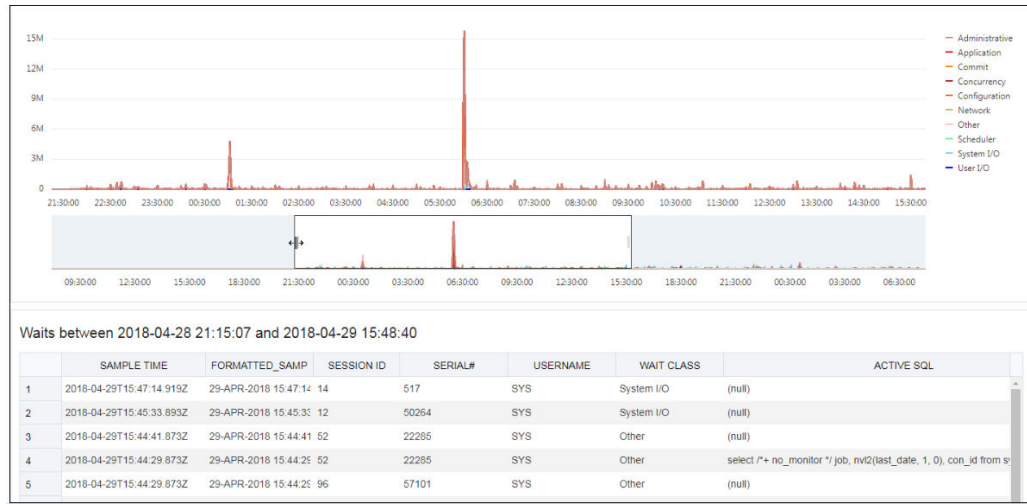 15M
12M
9M
6M
3M
0
21:30:00 22:30:00 23:30:00 00:30:00 01:30:00 02:30:00 03:30:00 04:30:00 05:30:00 06:30:00 07:30:00 08:30:00 09:30:00 10:30:00 11:30:00 12:30:00 13:30:00 14:30:00 15:30:00
Administrative
Application
Commit
Concurrency
Configuration
Network
Other
Scheduler
System I/O
User I/O
09:30:00 12:30:00 15:30:00 18:30:00 21:30:00 00:30:00 03:30:00 06:30:00 09:30:00 12:30:00 15:30:00 18:30:00 21:30:00 00:30:00 03:30:00 06:30:00
Waits between 2018-04-28 21:15:07 and 2018-04-29 15:48:40
SAMPLE TIME FORMATTED_SAMP SESSION ID SERIAL# USERNAME WAIT CLASS ACTIVE SQL
1 2018-04-29T15:47:14.919Z 29-APR-2018 15:47:14 14 517 SYS System I/O (null)
2 2018-04-29T15:45:33.893Z 29-APR-2018 15:45:33 12 50264 SYS System I/O (null)
3 2018-04-29T15:44:41.873Z 29-APR-2018 15:44:41 52 22285 SYS Other (null)
4 2018-04-29T15:44:29.873Z 29-APR-2018 15:44:29 52 22285 SYS Other select /*+ no_monitor */ job, nvl2(last_date, 1, 0), con_id from sy
5 2018-04-29T15:44:29.872Z 29-APR-2018 15:44:29 96 57101 SYS Other (null)